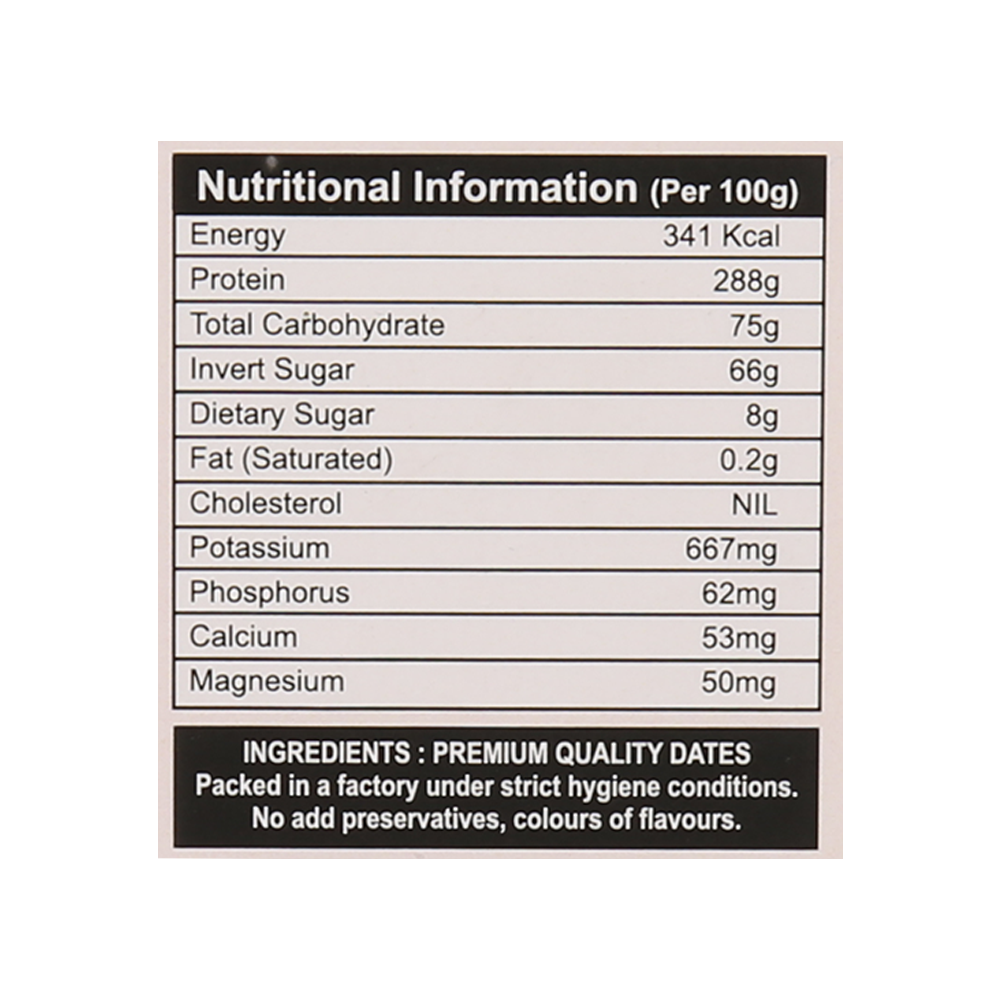 Nutritional Information (Per 100g)
Energy 341 Kcal
Protein 288g
Total Carbohydrate 75g
Invert Sugar 66g
Dietary Sugar 8g
Fat (Saturated) 0.2g
Cholesterol NIL
Potassium 667mg
Phosphorus 62mg
Calcium 53mg
Magnesium 50mg
INGREDIENTS : PREMIUM QUALITY DATES
Packed in a factory under strict hygiene conditions.
No add preservatives, colours of flavours.